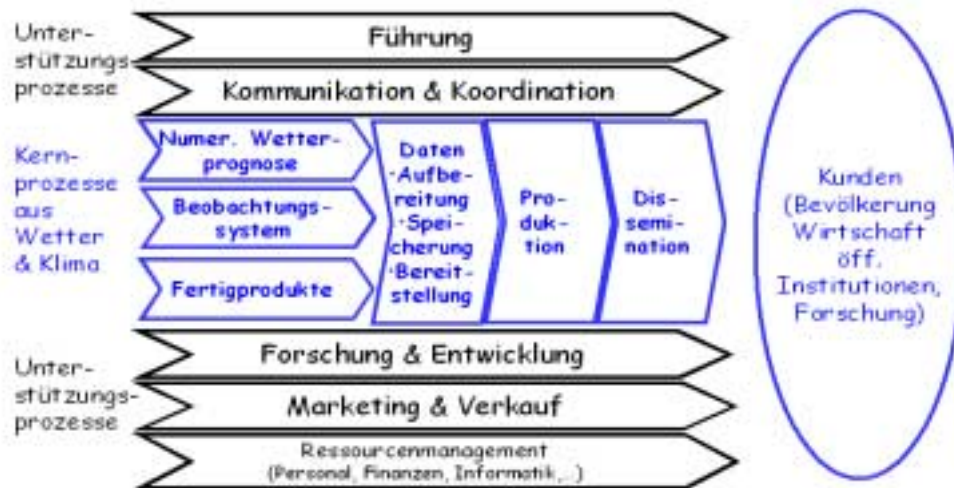 Unter-
stützungs
prozesse
Führung
Kommunikation & Koordination
Kern-
prozesse
aus
Wetter
& Klima
Numer. Wetter-
prognose
Beobachtungs-
system
Fertigprodukte
Daten
·Aufbe-
reitung
·Spei-
cherung
·Bereit-
stellung
Pro-
duk-
tion
Dis-
semi-
nation
Kunden
(Bevölkerung
Wirtschaft
öff.
Institutionen,
Forschung)
Unter-
stützungs-
prozesse
Forschung & Entwicklung
Marketing & Verkauf
Ressourcenmanagement
(Personal, Finanzen, Informatik,...)